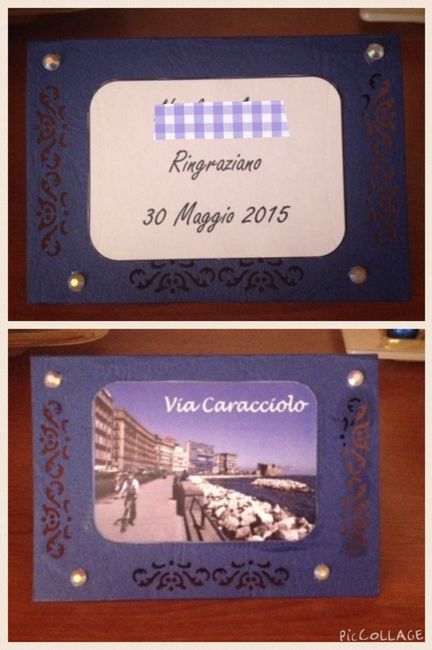 Ringraziano
30 Maggio 2015
Via Caracciolo
PicCOLLAGE